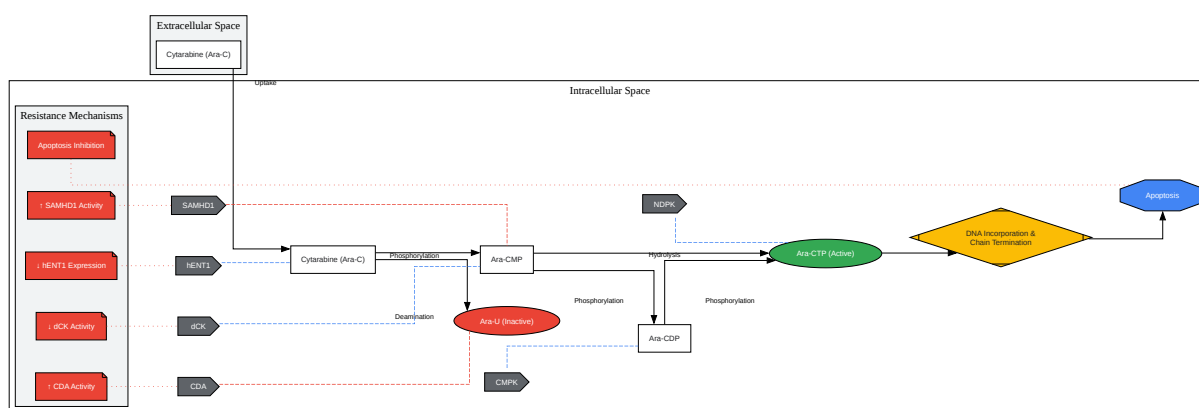 Extracellular Space
Cytarabine (Ara-C)
Uptake
Intracellular Space
Resistance Mechanisms
Apoptosis Inhibition
↑ SAMHD1 Activity
SAMHD1
NDPK
Apoptosis
↓ hENT1 Expression
hENT1
Cytarabine (Ara-C)
Phosphorylation
Ara-CMP
Hydrolysis
Ara-CTP (Active)
DNA Incorporation &
Chain Termination
Phosphorylation
Phosphorylation
↓ dCK Activity
dCK
Deamination
Ara-U (Inactive)
Ara-CDP
↑ CDA Activity
CDA
CMPK